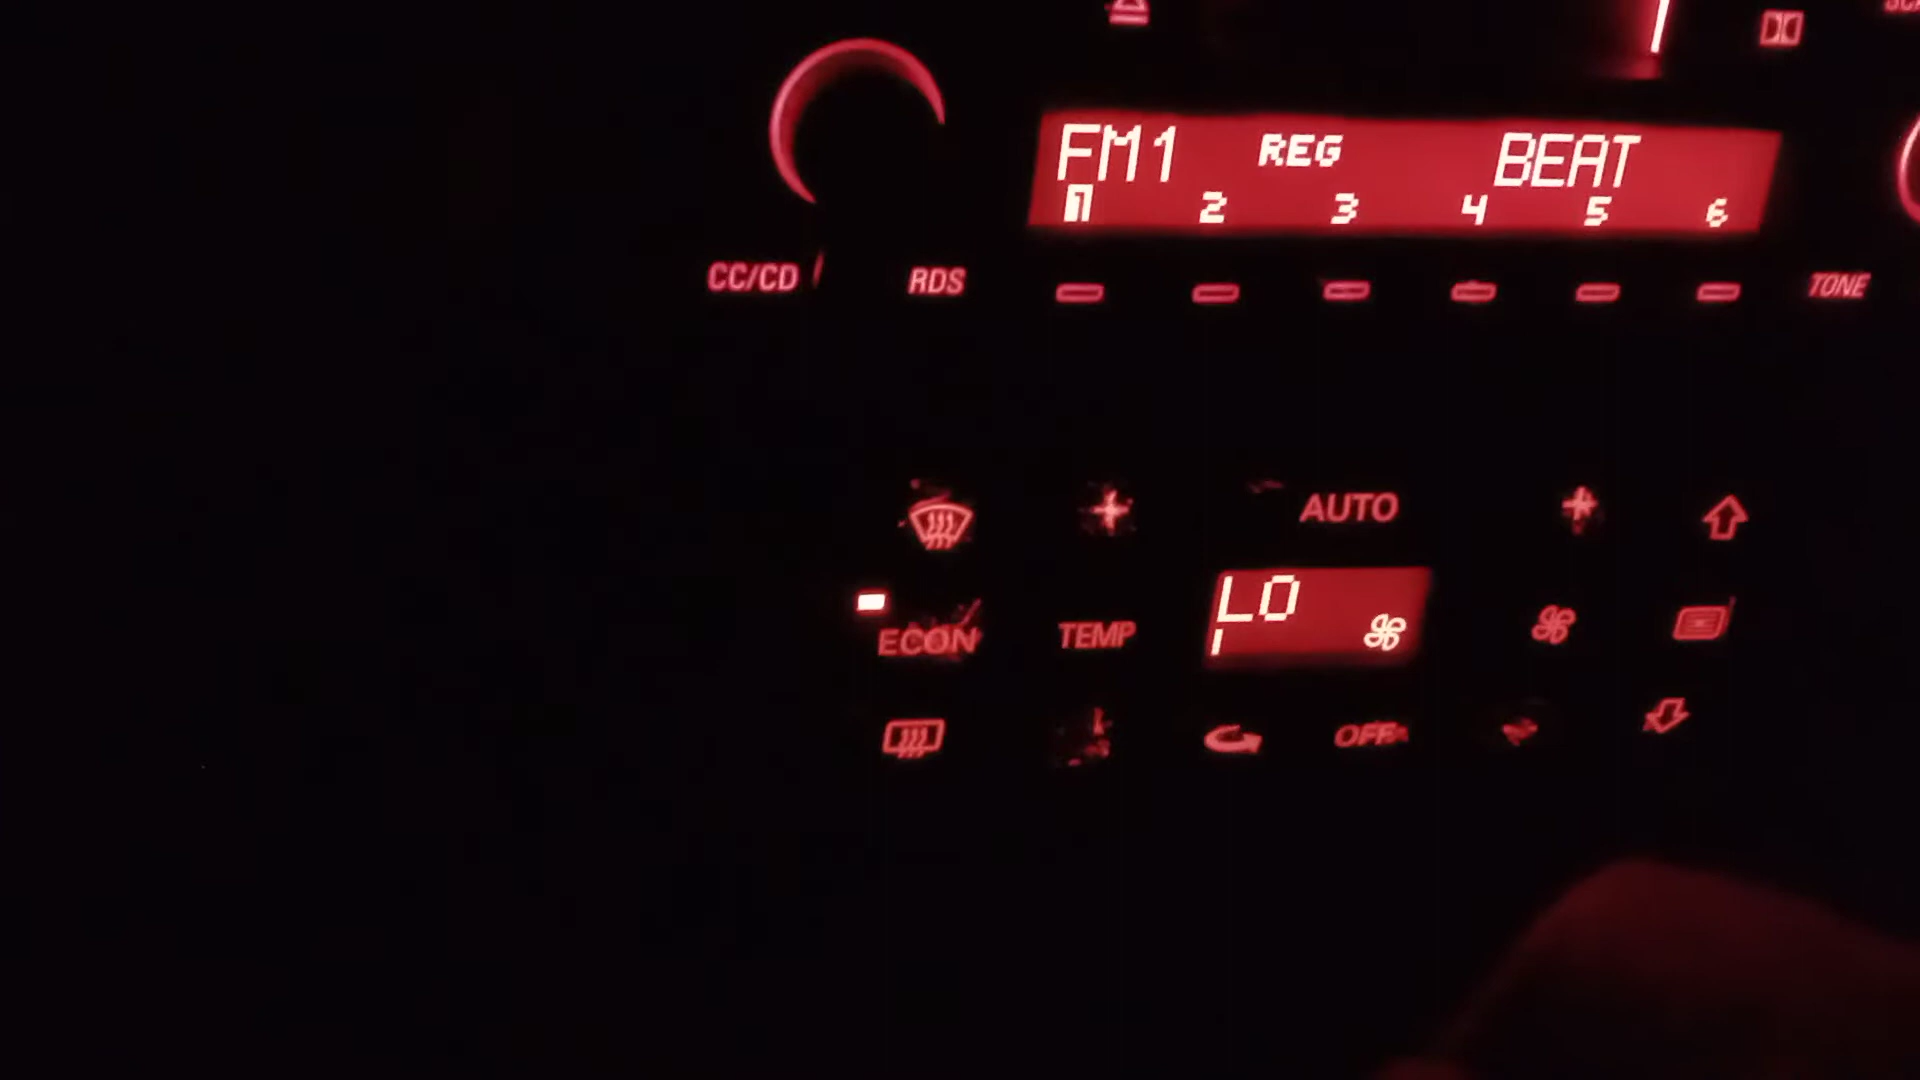 FM1 REG BEAT
1 2 3 4 5 6
CC/CD RDS TONE
AUTO
LO
ECON TEMP
OFF